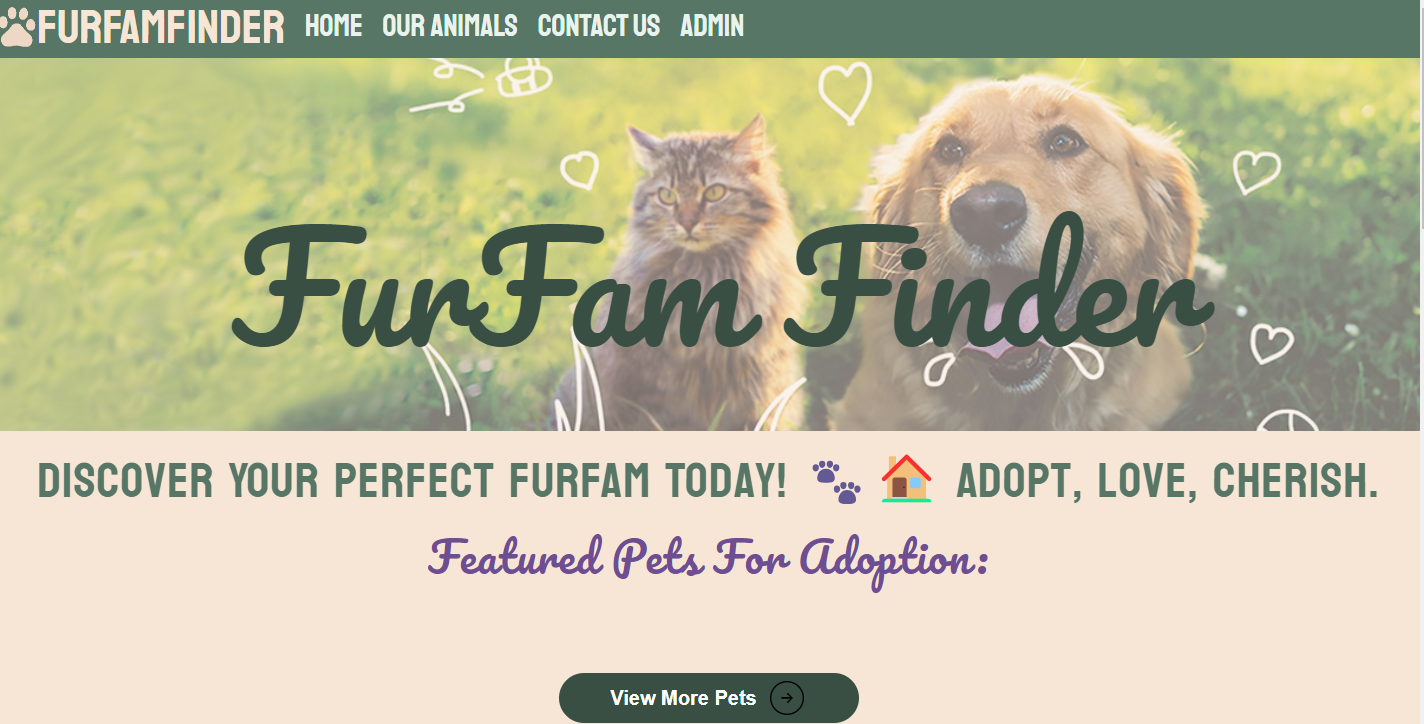 FURFAMFINDER HOME OUR ANIMALS CONTACT US ADMIN
FurFam Finder
DISCOVER YOUR PERFECT FURFAM TODAY! 🐾 🏠 ADOPT, LOVE, CHERISH.
Featured Pets For Adoption:
View More Pets